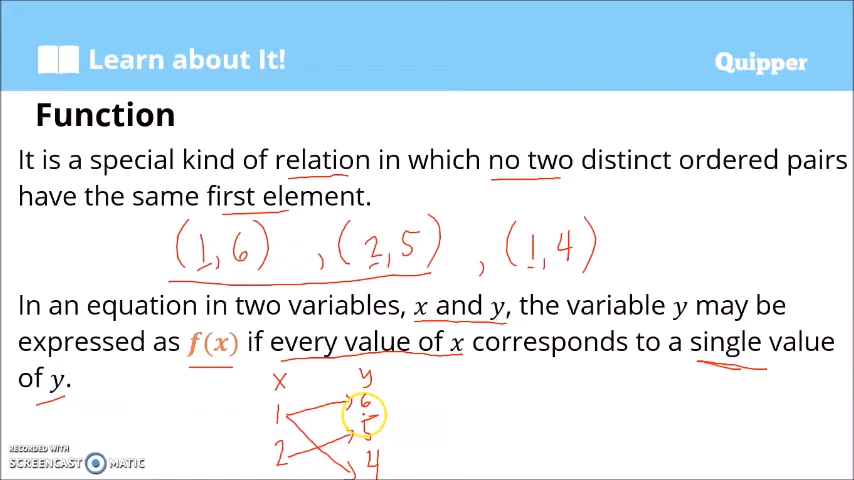 Learn about It!
Quipper
Function
It is a special kind of relation in which no two distinct ordered pairs
have the same first element.
(1, 6) , (2, 5) , (1, 4)
In an equation in two variables, x and y, the variable y may be
expressed as f(x) if every value of x corresponds to a single value
of y.
x y
1 6
5
2
4
RECORDED WITH
SCREENCAST MATIC